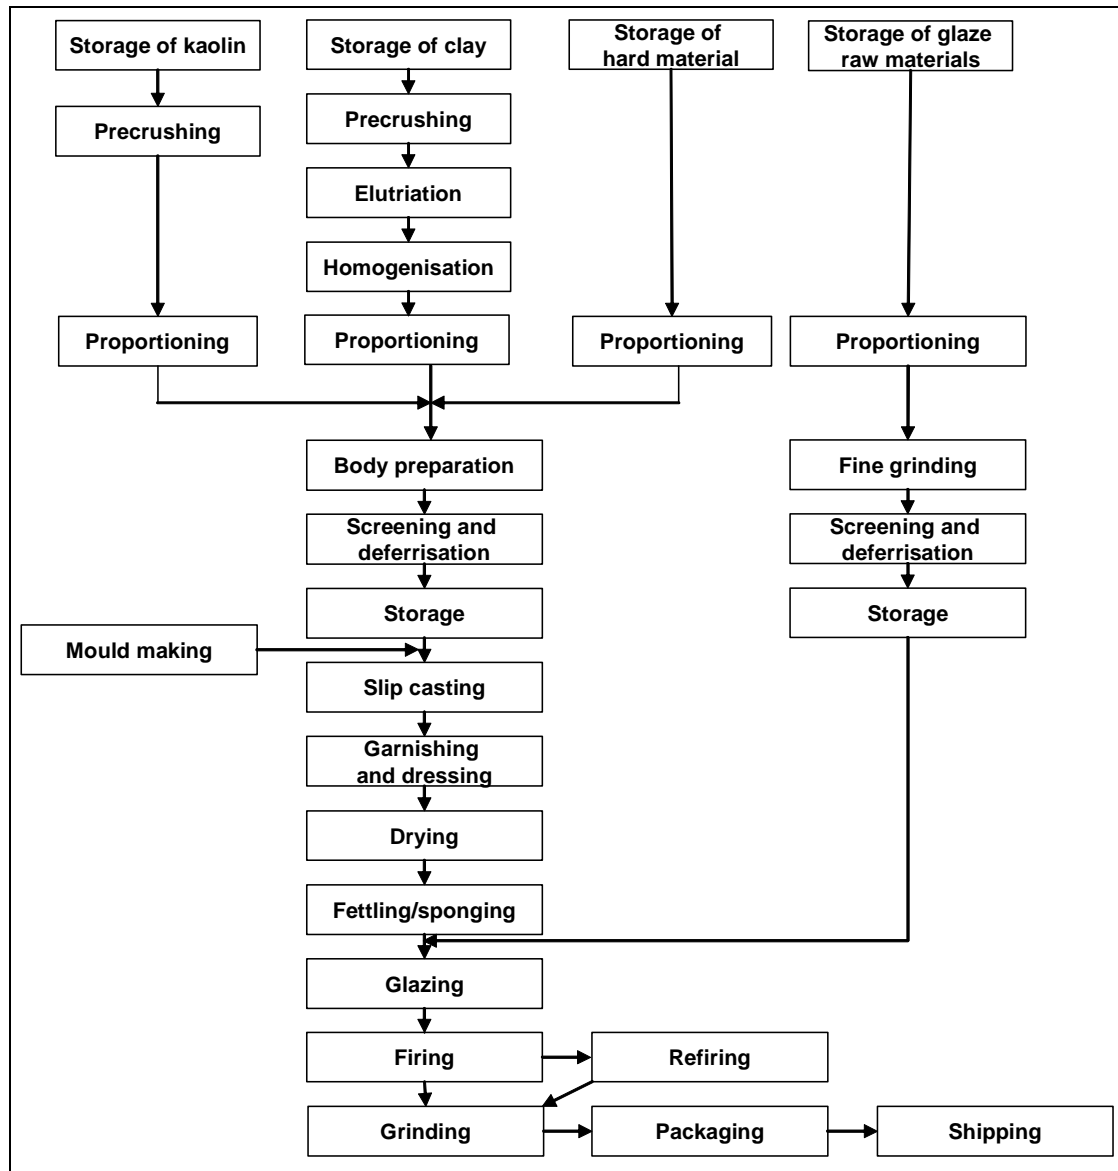 Storage of kaolin
Storage of clay
Storage of
hard material
Storage of glaze
raw materials
Precrushing
Precrushing
Elutriation
Homogenisation
Proportioning
Proportioning
Proportioning
Proportioning
Body preparation
Fine grinding
Screening and
deferrisation
Screening and
deferrisation
Storage
Storage
Mould making
Slip casting
Garnishing
and dressing
Drying
Fettling/sponging
Glazing
Firing
Refiring
Grinding
Packaging
Shipping